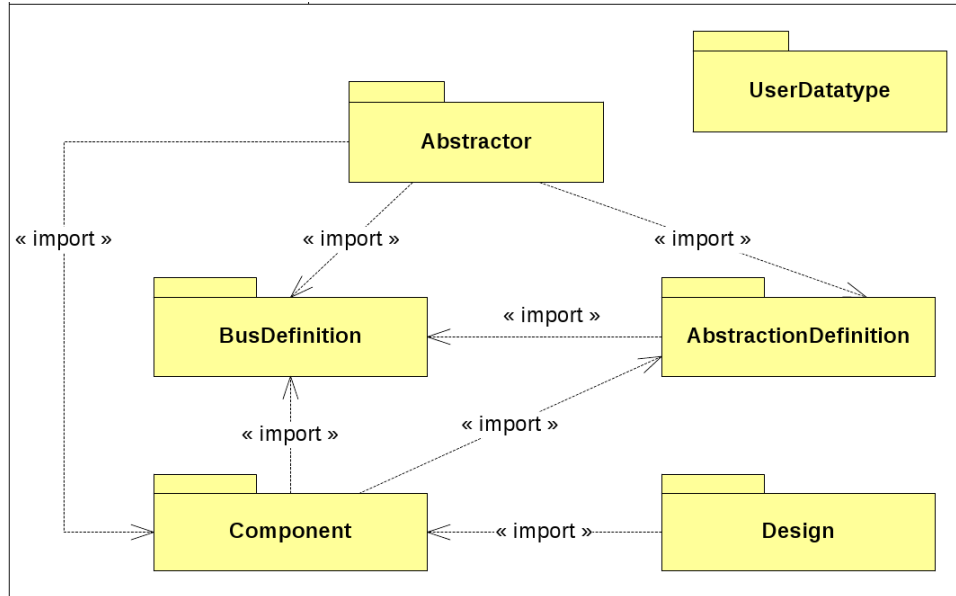 UserDatatype
Abstractor
« import »
« import »
« import »
BusDefinition
« import »
AbstractionDefinition
« import »
« import »
Component
« import »
Design